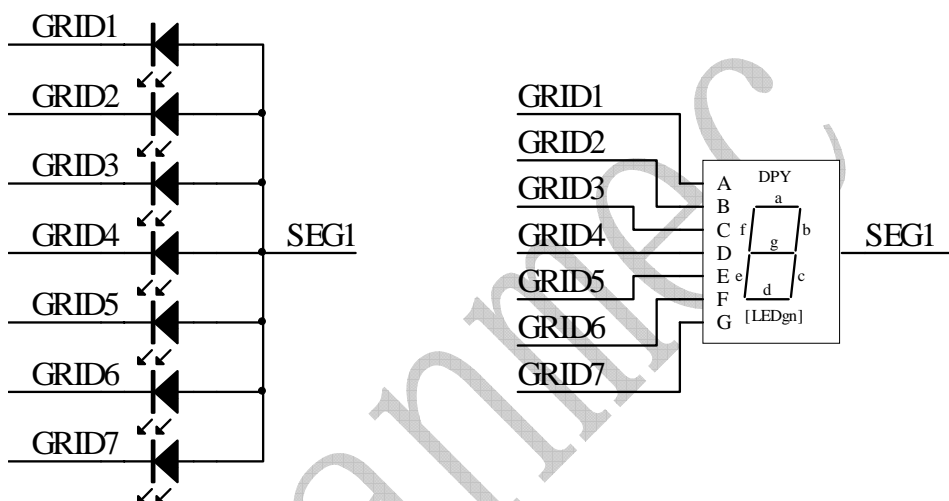 GRID1
GRID2
GRID3
GRID4
GRID5
GRID6
GRID7
SEG1
GRID1
GRID2
GRID3
GRID4
GRID5
GRID6
GRID7
A
B
C
D
E
F
G
DPY
a
f
b
g
e
c
d
[LEDgn]
SEG1